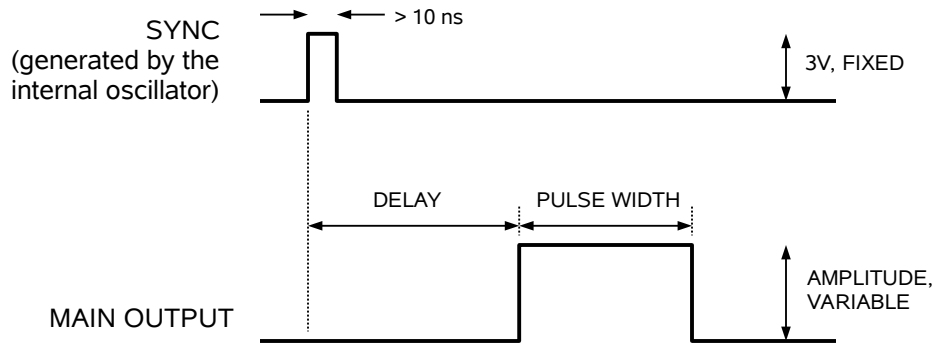 > 10 ns
SYNC
(generated by the
internal oscillator)
3V, FIXED
DELAY
PULSE WIDTH
AMPLITUDE,
VARIABLE
MAIN OUTPUT